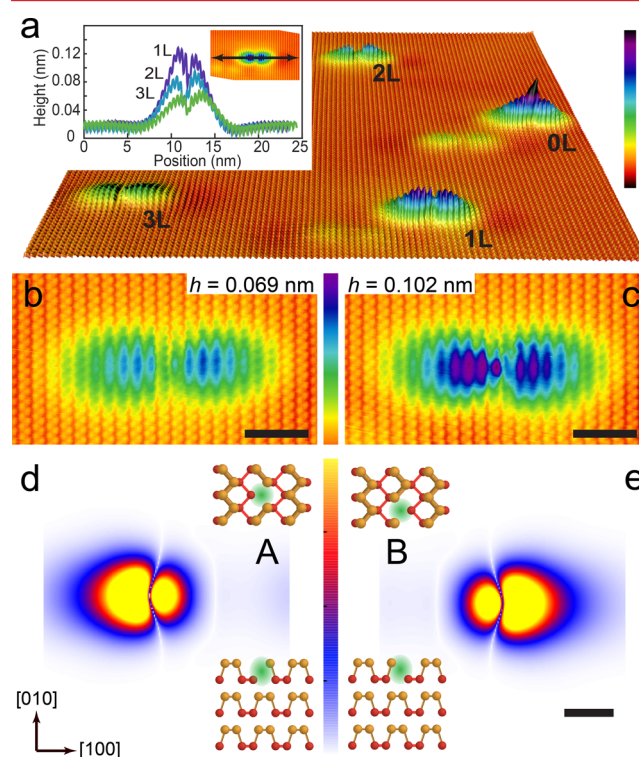 a
0.12
0.08
0.04
0
Height (nm)
1L
2L
3L
0 5 10 15 20 25
Position (nm)
2L
0L
3L
1L
b
h = 0.069 nm
h = 0.102 nm
c
d
e
A
B
[010]
[100]